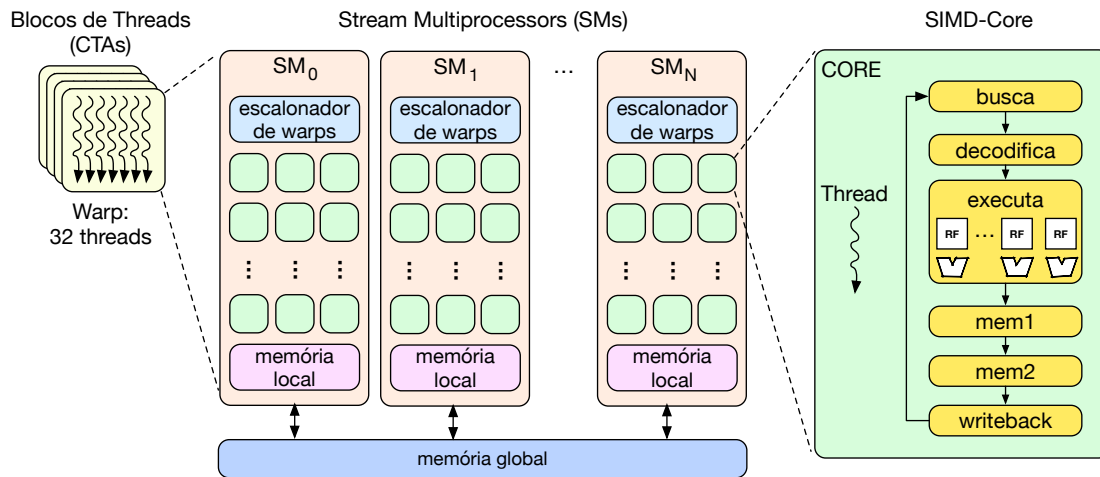 Blocos de Threads
(CTAs)
Warp:
32 threads
Stream Multiprocessors (SMs)
SM0
escalonador
de warps
...
...
...
memória
local
SM1
escalonador
de warps
...
...
...
memória
local
...
SMN
escalonador
de warps
...
...
...
memória
local
memória global
SIMD-Core
CORE
Thread
busca
decodifica
executa
RF ... RF RF
mem1
mem2
writeback